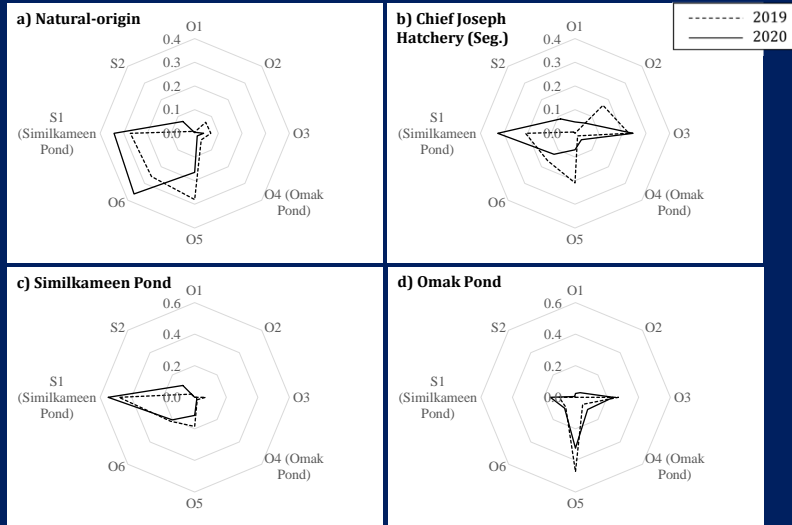 a) Natural-origin
O1
0.4
0.3
0.2
0.1
0.0
O2
O3
O4 (Omak
Pond)
O5
O6
S1
(Similkameen
Pond)
S2
b) Chief Joseph
Hatchery (Seg.)
O1
0.4
0.3
0.2
0.1
0.0
O2
O3
O4 (Omak
Pond)
O5
O6
S1
(Similkameen
Pond)
S2
2019
2020
c) Similkameen Pond
O1
0.6
0.4
0.2
0.0
O2
O3
O4 (Omak
Pond)
O5
O6
S1
(Similkameen
Pond)
S2
d) Omak Pond
O1
0.6
0.4
0.2
0.0
O2
O3
O4 (Omak
Pond)
O5
O6
S1
(Similkameen
Pond)
S2